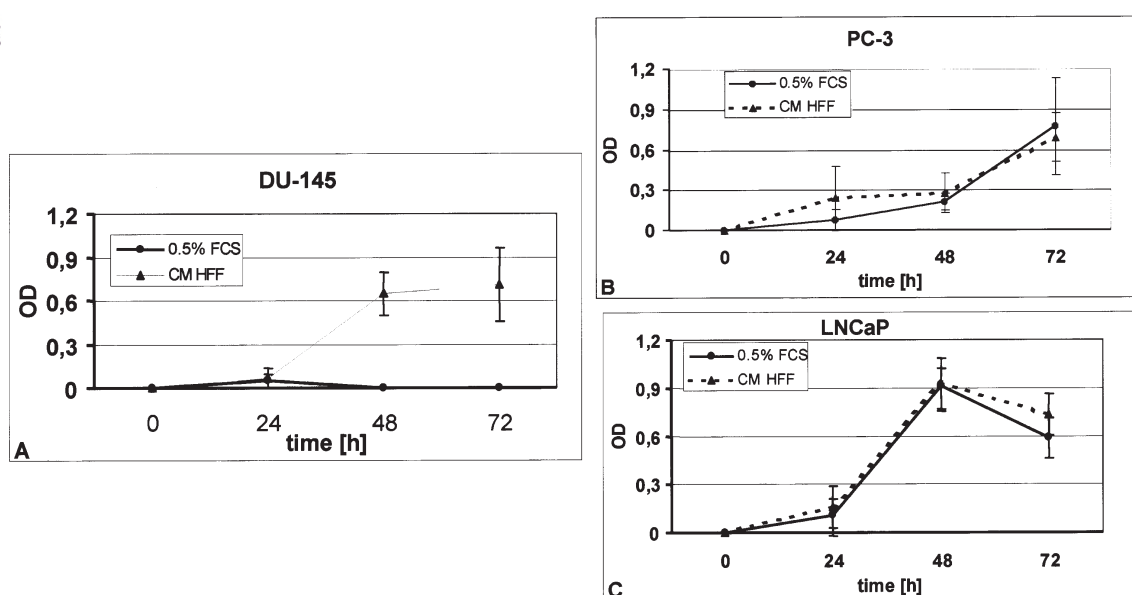 DU-145
1,2
0,9
0,6
0,3
0
OD
0.5% FCS
CM HFF
0 24 48 72
time [h]
A
PC-3
1,2
0,9
0,6
0,3
0
OD
0.5% FCS
CM HFF
0 24 48 72
time [h]
B
LNCaP
1,2
0,9
0,6
0,3
0
OD
0.5% FCS
CM HFF
0 24 48 72
time [h]
C